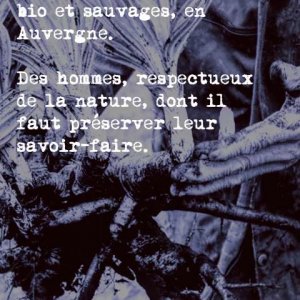 bio et sauvages, en
Auvergne.
Des hommes, respectueux
de la nature, dont il
faut préserver leur
savoir-faire.